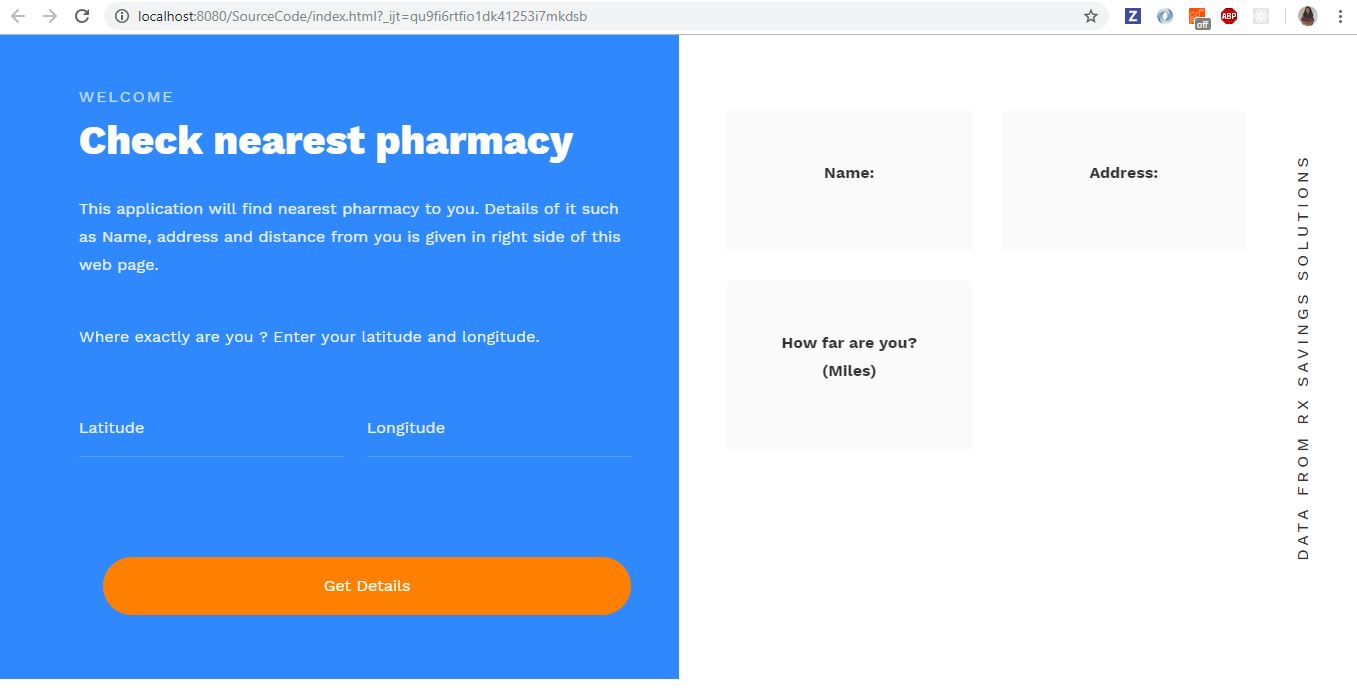 localhost:8080/SourceCode/index.html?_ijt=qu9fi6rtfio1dk41253i7mkdsb
Z
off
ABP
WELCOME
Check nearest pharmacy
This application will find nearest pharmacy to you. Details of it such
as Name, address and distance from you is given in right side of this
web page.
Where exactly are you ? Enter your latitude and longitude.
Latitude
Longitude
Get Details
Name:
Address:
How far are you?
(Miles)
DATA FROM RX SAVINGS SOLUTIONS